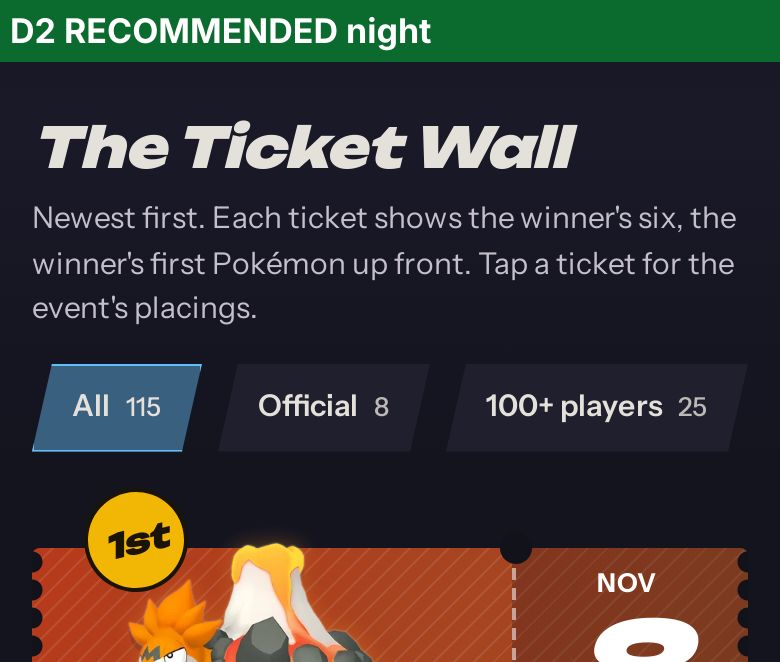 D2 RECOMMENDED night
The Ticket Wall
Newest first. Each ticket shows the winner's six, the
winner's first Pokémon up front. Tap a ticket for the
event's placings.
All 115 Official 8 100+ players 25
1st
NOV